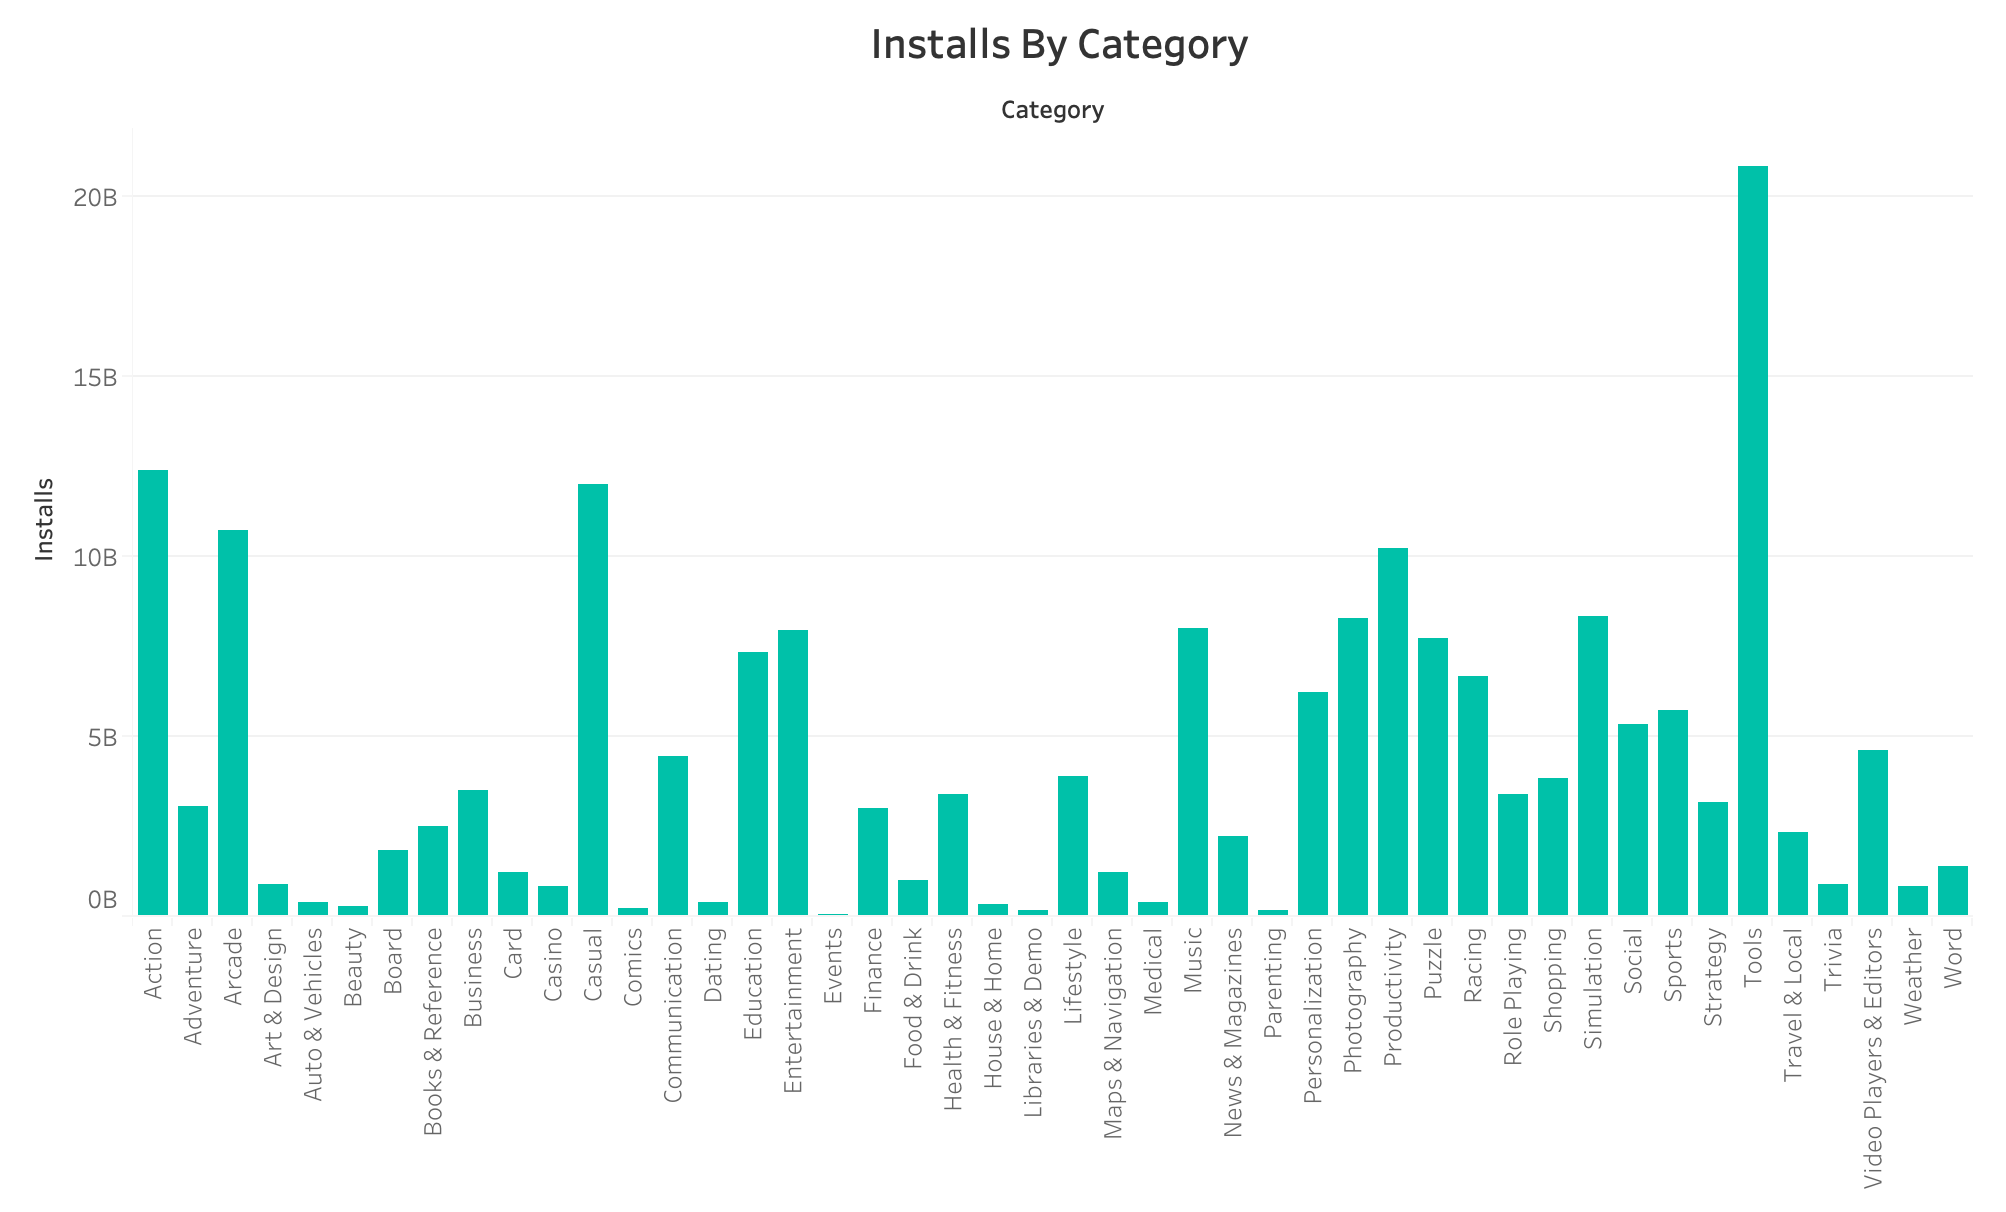 Installs By Category
Category
20B
15B
10B
5B
0B
Installs
Action
Adventure
Arcade
Art & Design
Auto & Vehicles
Beauty
Board
Books & Reference
Business
Card
Casino
Casual
Comics
Communication
Dating
Education
Entertainment
Events
Finance
Food & Drink
Health & Fitness
House & Home
Libraries & Demo
Lifestyle
Maps & Navigation
Medical
Music
News & Magazines
Parenting
Personalization
Photography
Productivity
Puzzle
Racing
Role Playing
Shopping
Simulation
Social
Sports
Strategy
Tools
Travel & Local
Trivia
Video Players & Editors
Weather
Word